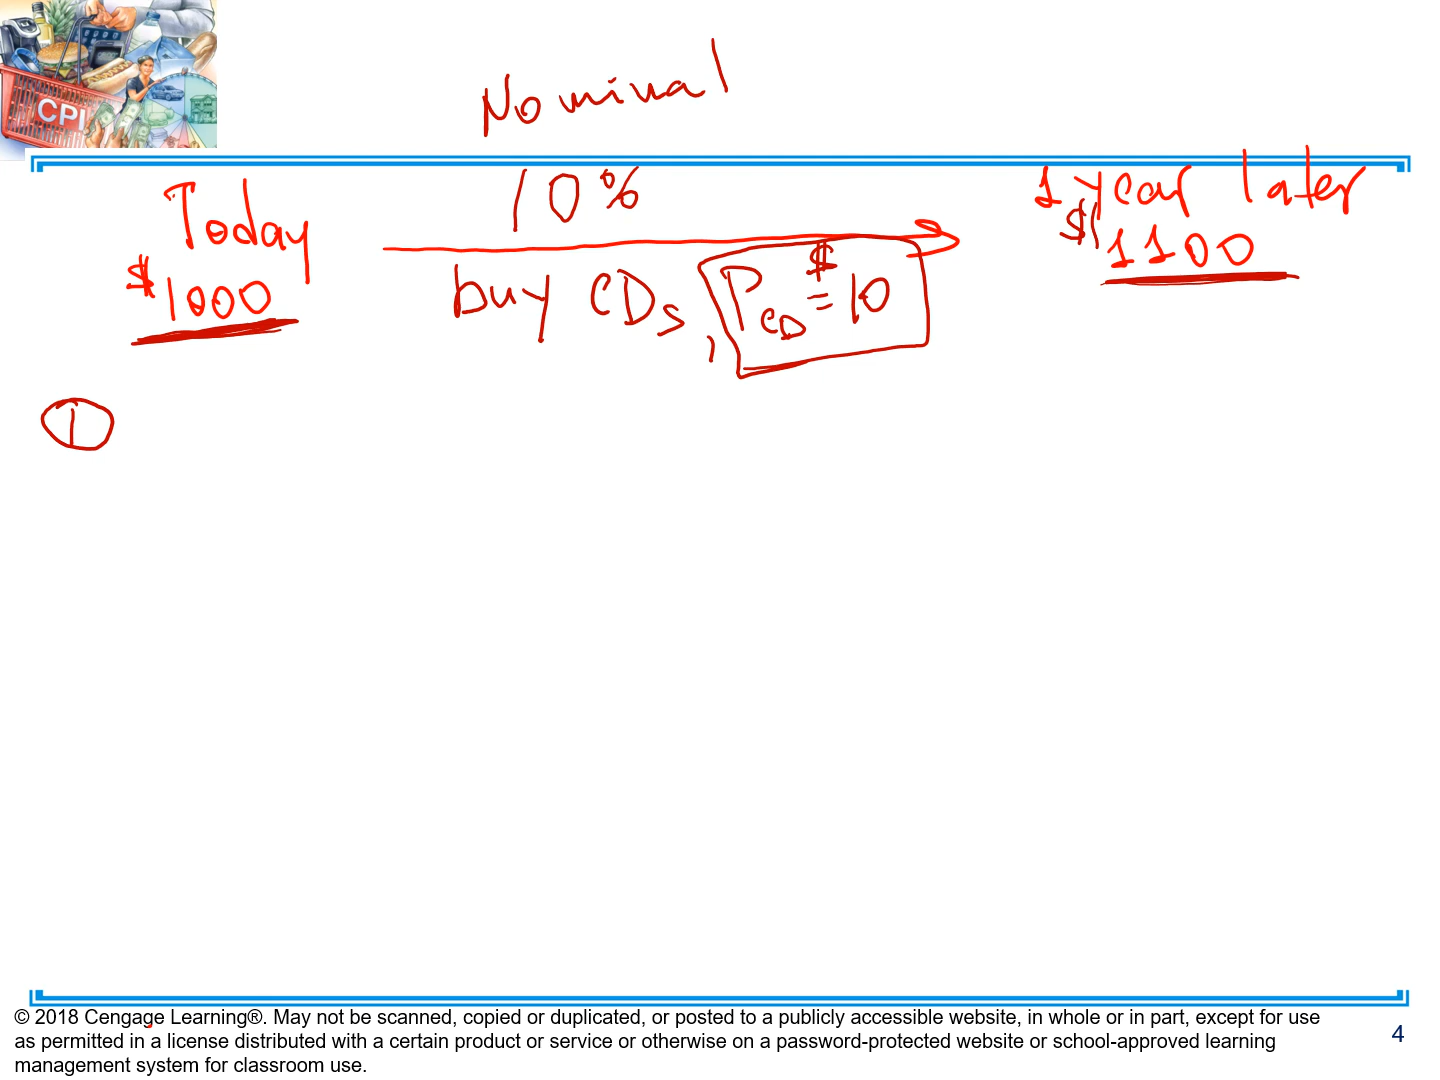 CPI
Nominal
Today 10% 1 year later
$1000 buy CDs, P_CD = $10 $1100
1
© 2018 Cengage Learning®. May not be scanned, copied or duplicated, or posted to a publicly accessible website, in whole or in part, except for use
as permitted in a license distributed with a certain product or service or otherwise on a password-protected website or school-approved learning
management system for classroom use.
4